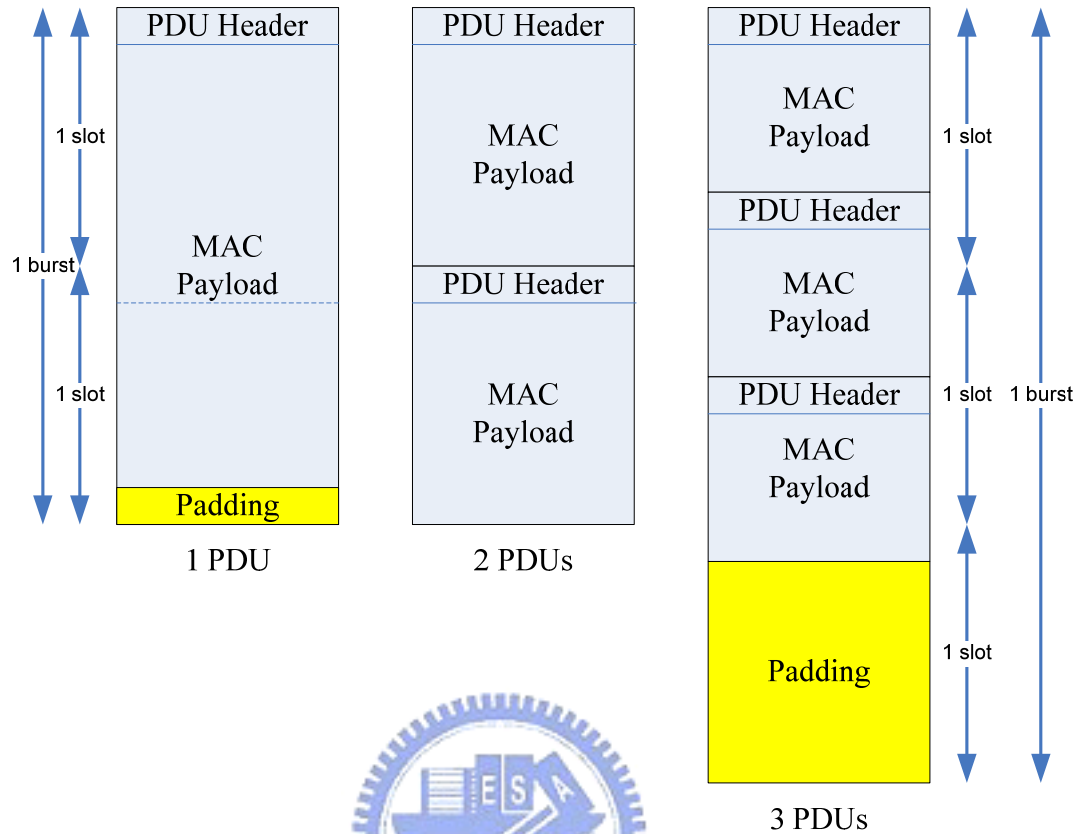 PDU Header
MAC
Payload
Padding
1 PDU
1 slot
1 slot
1 burst
PDU Header
MAC
Payload
PDU Header
MAC
Payload
2 PDUs
PDU Header
MAC
Payload
PDU Header
MAC
Payload
PDU Header
MAC
Payload
Padding
3 PDUs
1 slot
1 slot
1 slot
1 burst
ESA